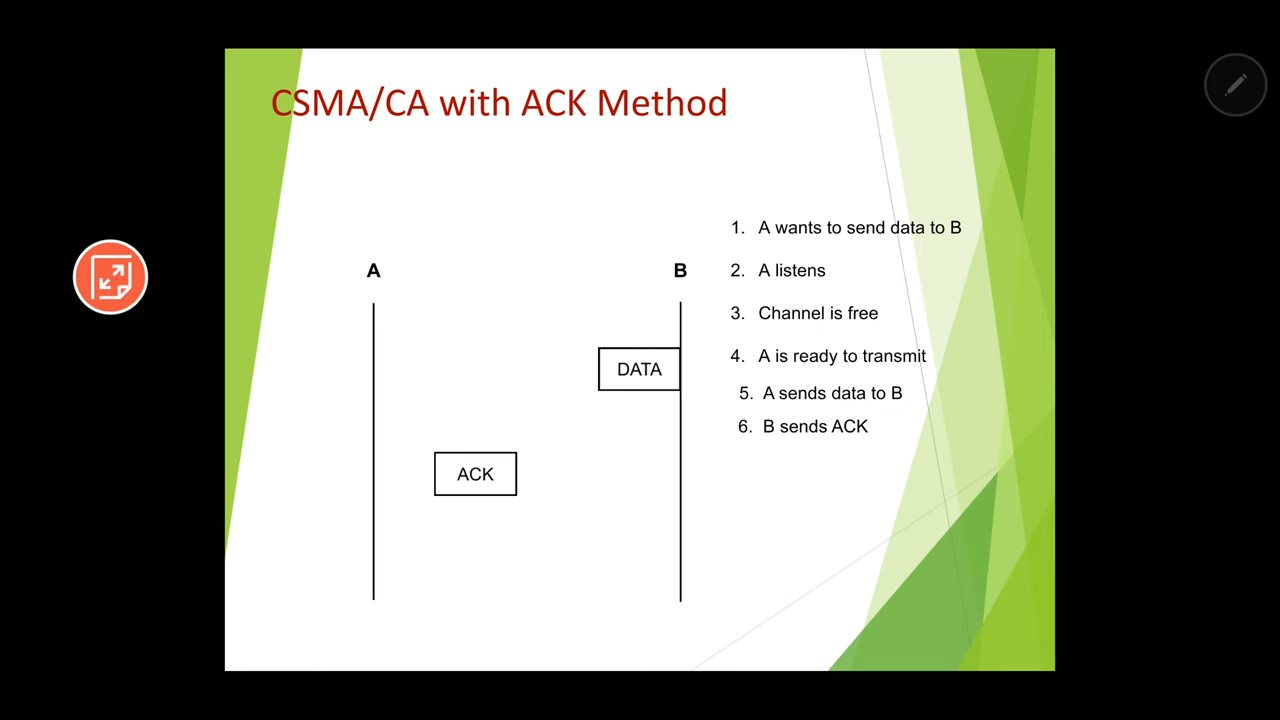 CSMA/CA with ACK Method
1. A wants to send data to B
A
B
2. A listens
3. Channel is free
4. A is ready to transmit
DATA
5. A sends data to B
6. B sends ACK
ACK